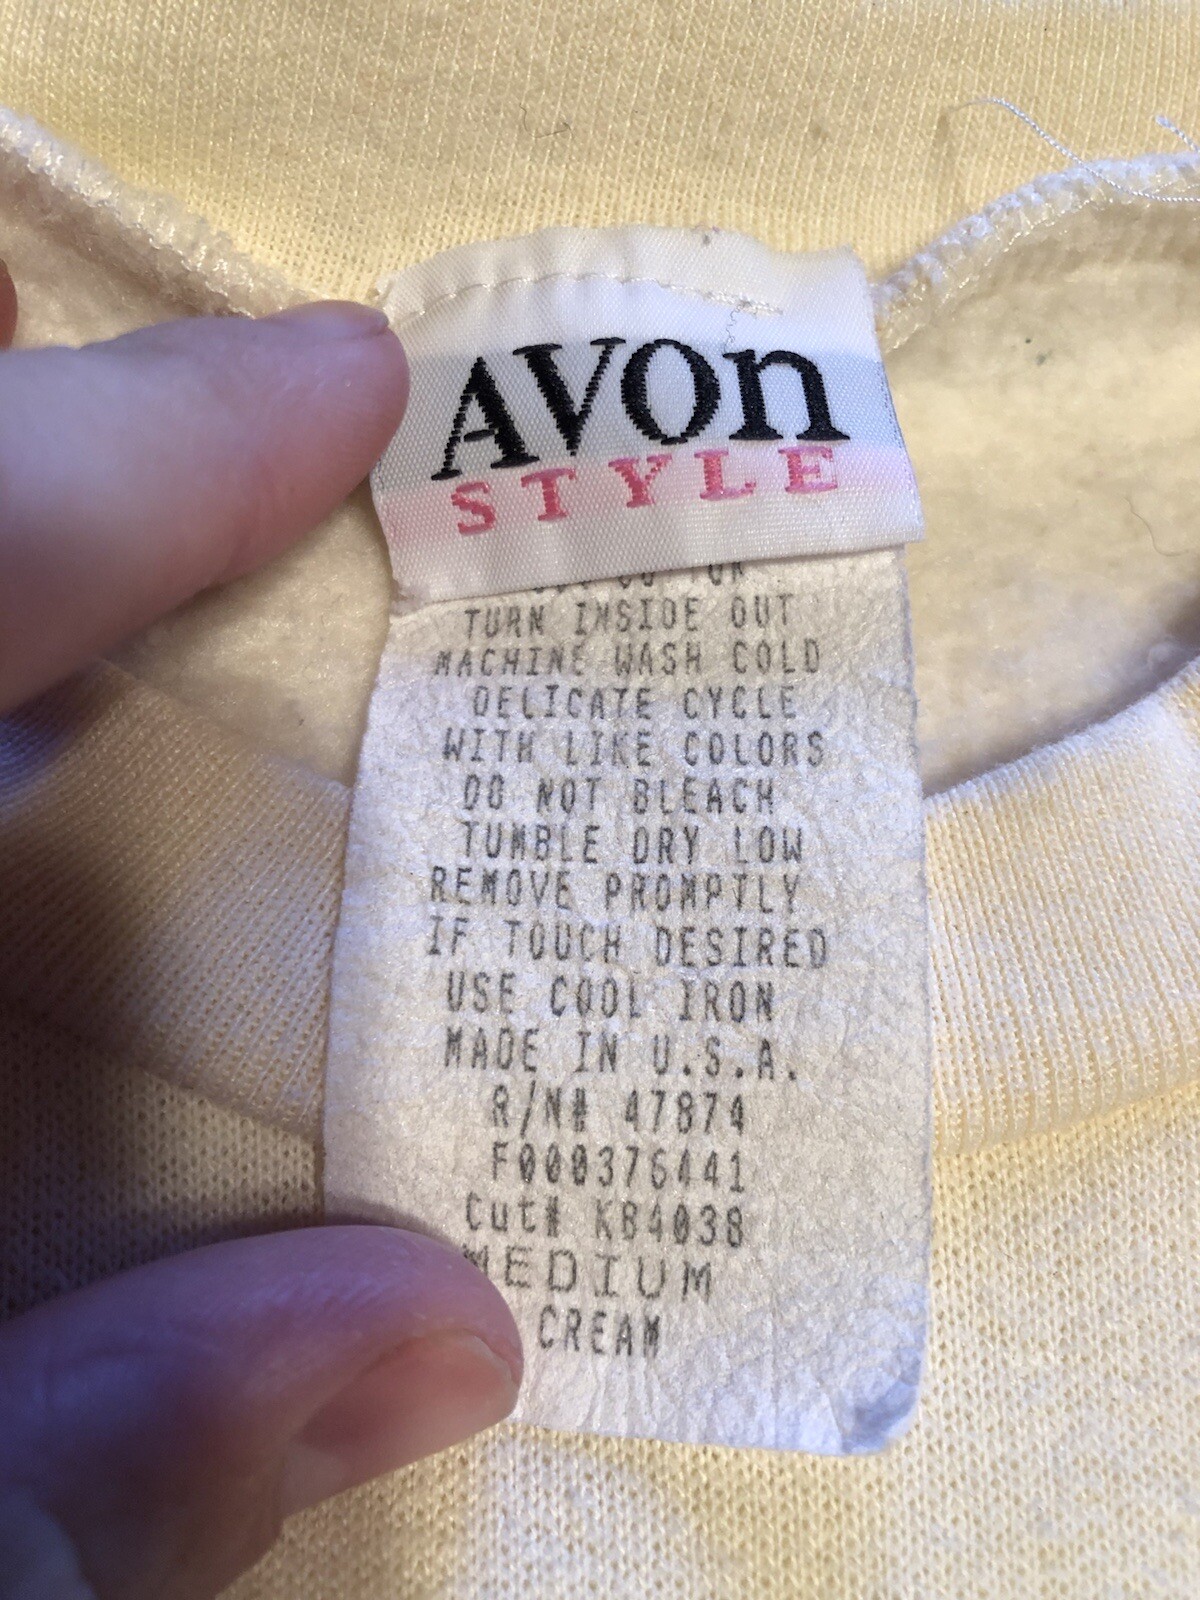 AVON
STYLE
TURN INSIDE OUT
MACHINE WASH COLD
DELICATE CYCLE
WITH LIKE COLORS
DO NOT BLEACH
TUMBLE DRY LOW
REMOVE PROMPTLY
IF TOUCH DESIRED
USE COOL IRON
MADE IN U.S.A.
R/N# 47874
F000376441
Cut# KB4038
MEDIUM
CREAM